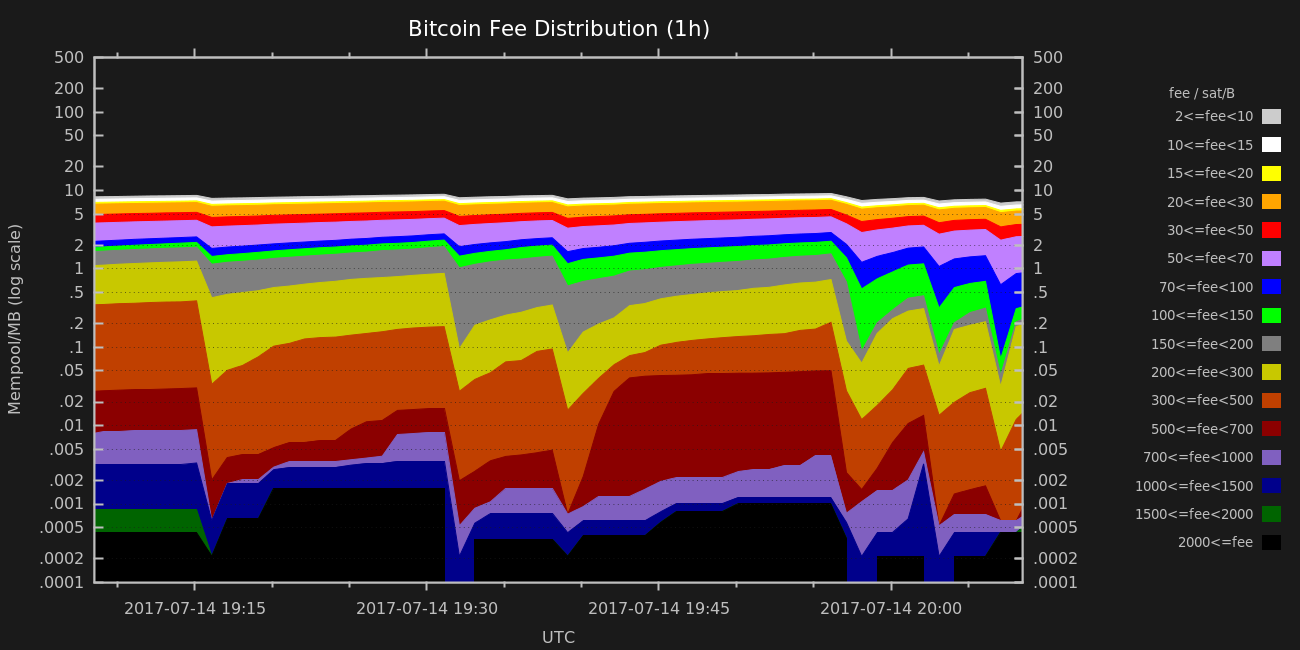 Bitcoin Fee Distribution (1h)
500 500
200 200
100 100
50 50
20 20
10 10
5 5
2 2
1 1
.5 .5
.2 .2
.1 .1
.05 .05
.02 .02
.01 .01
.005 .005
.002 .002
.001 .001
.0005 .0005
.0002 .0002
.0001 .0001
Mempool/MB (log scale)
2017-07-14 19:15 2017-07-14 19:30 2017-07-14 19:45 2017-07-14 20:00
UTC
fee / sat/B
2<=fee<10
10<=fee<15
15<=fee<20
20<=fee<30
30<=fee<50
50<=fee<70
70<=fee<100
100<=fee<150
150<=fee<200
200<=fee<300
300<=fee<500
500<=fee<700
700<=fee<1000
1000<=fee<1500
1500<=fee<2000
2000<=fee